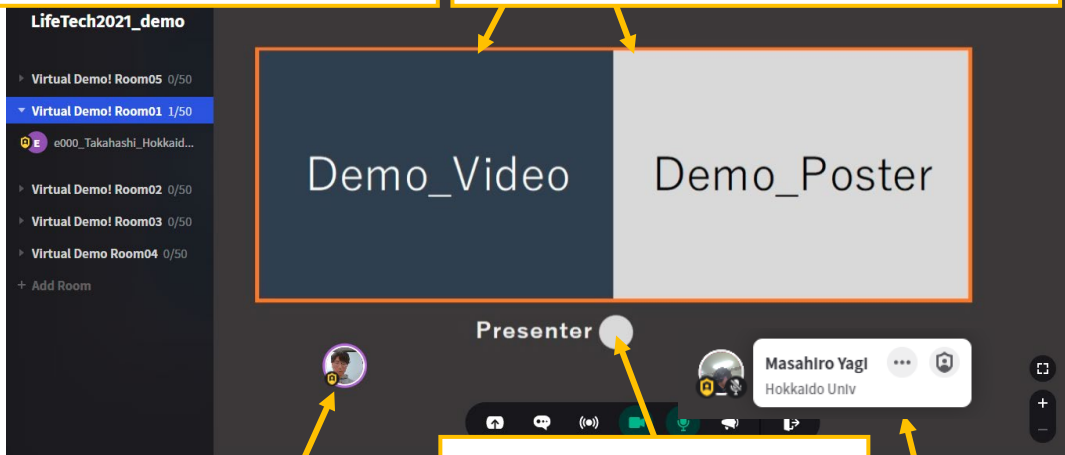 LifeTech2021_demo
Virtual Demo! Room05 0/50
Virtual Demo! Room01 1/50
E e000_Takahashi_Hokkaid...
Virtual Demo! Room02 0/50
Virtual Demo! Room03 0/50
Virtual Demo Room04 0/50
+ Add Room
Demo_Video
Demo_Poster
Presenter
Masahiro Yagi
Hokkaido Univ